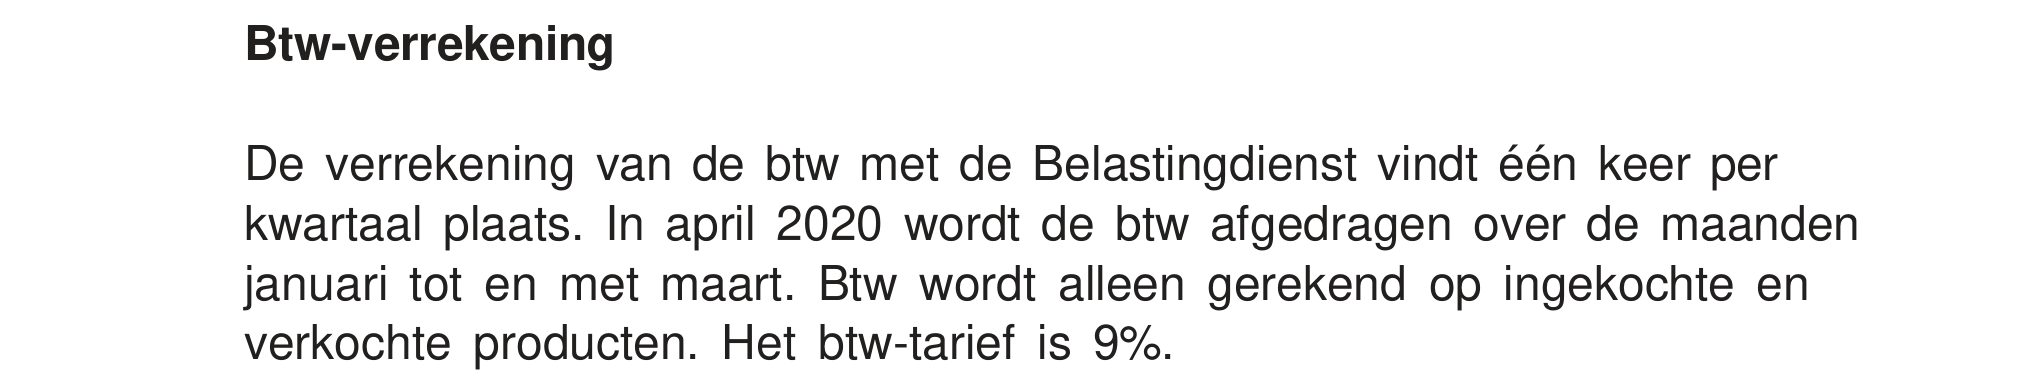 Btw-verrekening
De verrekening van de btw met de Belastingdienst vindt één keer per
kwartaal plaats. In april 2020 wordt de btw afgedragen over de maanden
januari tot en met maart. Btw wordt alleen gerekend op ingekochte en
verkochte producten. Het btw-tarief is 9%.